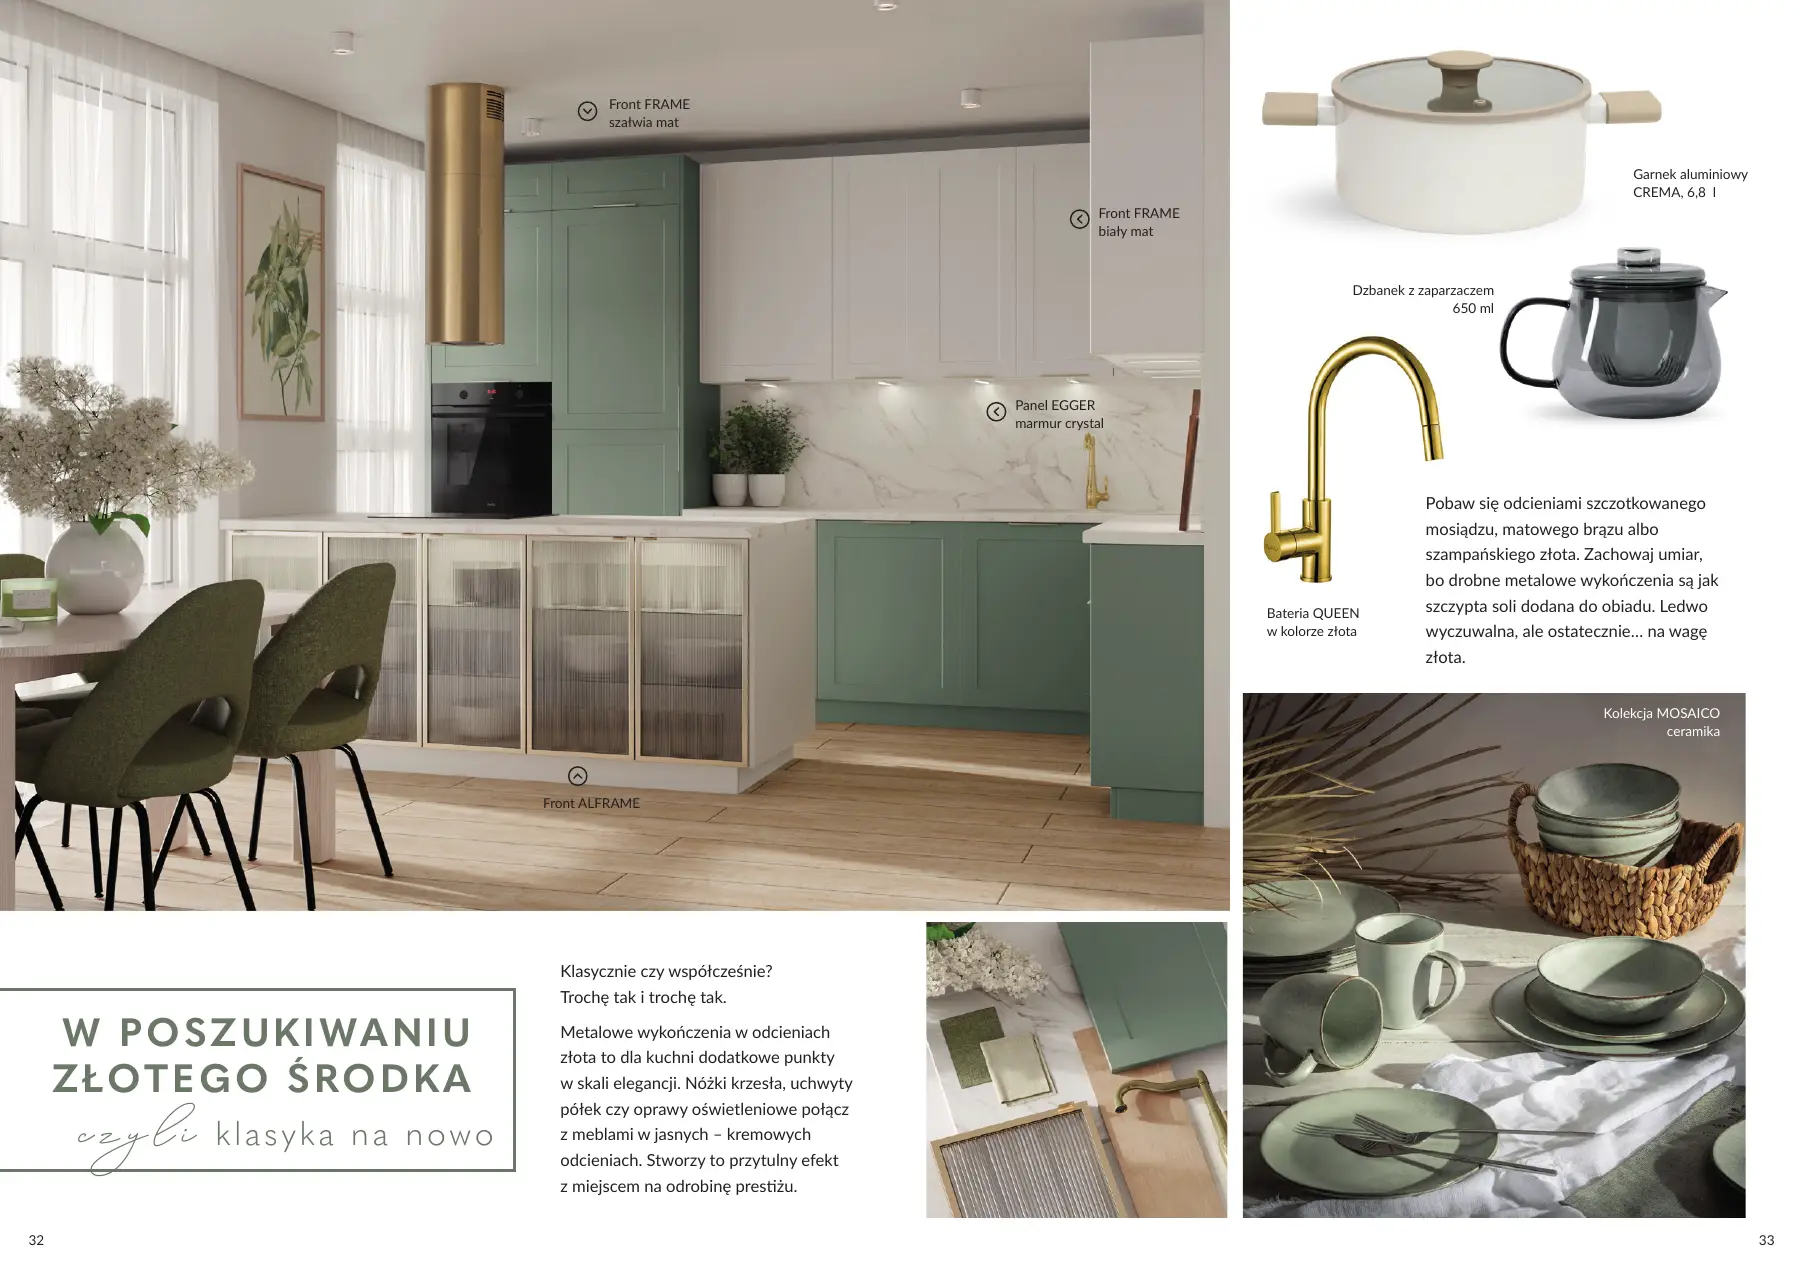 Front FRAME
szałwia mat
Front FRAME
biały mat
Panel EGGER
marmur crystal
Front ALFRAME
W POSZUKIWANIU
ZŁOTEGO ŚRODKA
czyli klasyka na nowo
Klasycznie czy współcześnie?
Trochę tak i trochę tak.
Metalowe wykończenia w odcieniach
złota to dla kuchni dodatkowe punkty
w skali elegancji. Nóżki krzesła, uchwyty
półek czy oprawy oświetleniowe połącz
z meblami w jasnych – kremowych
odcieniach. Stworzy to przytulny efekt
z miejscem na odrobinę prestiżu.
32
Garnek aluminiowy
CREMA, 6,8 l
Dzbanek z zaparzaczem
650 ml
Bateria QUEEN
w kolorze złota
Pobaw się odcieniami szczotkowanego
mosiądzu, matowego brązu albo
szampańskiego złota. Zachowaj umiar,
bo drobne metalowe wykończenia są jak
szczypta soli dodana do obiadu. Ledwo
wyczuwalna, ale ostatecznie... na wagę
złota.
Kolekcja MOSAICO
ceramika
33